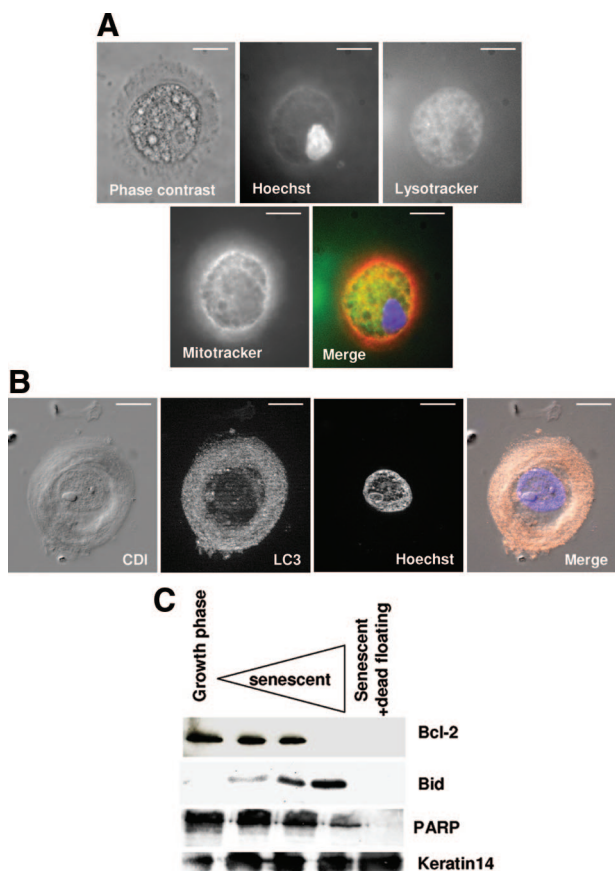 A
Phase contrast
Hoechst
Lysotracker
Mitotracker
Merge
B
CDI
LC3
Hoechst
Merge
C
Growth phase
senescent
Senescent
+dead floating
Bcl-2
Bid
PARP
Keratin14